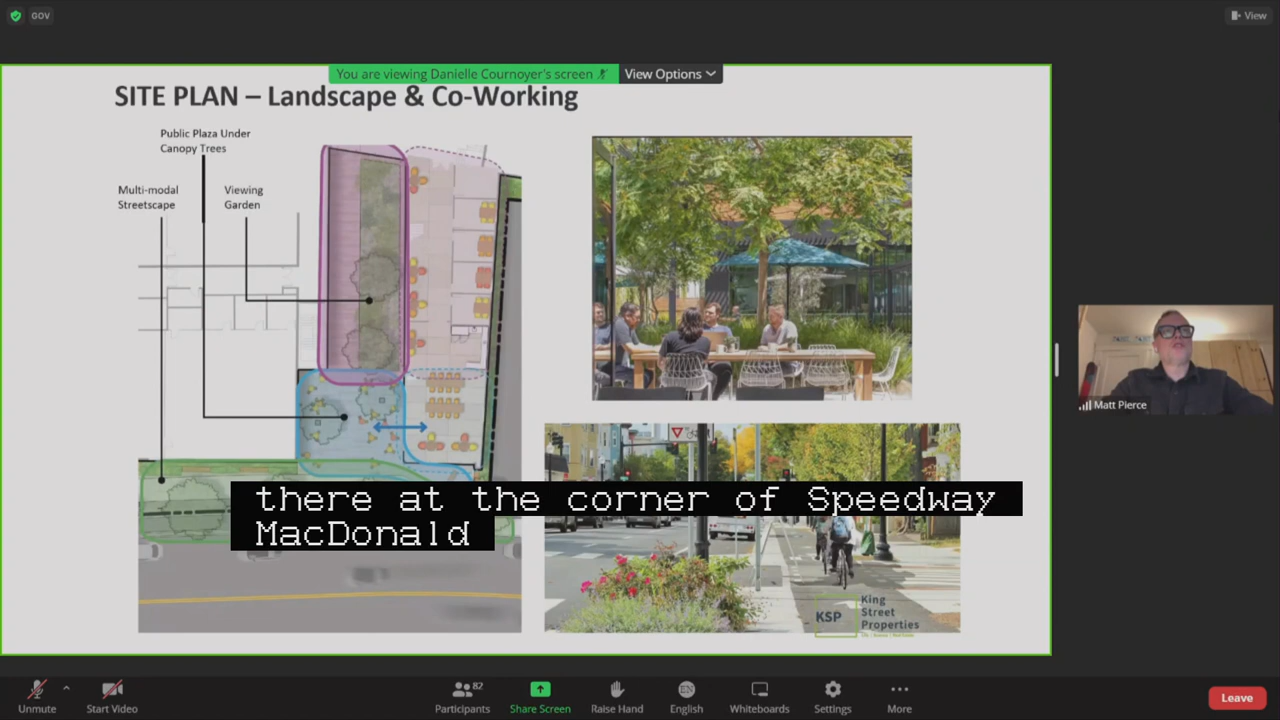 GOV
View
You are viewing Danielle Cournoyer's screen
View Options
SITE PLAN – Landscape & Co-Working
Public Plaza Under
Canopy Trees
Multi-modal
Streetscape
Viewing
Garden
Matt Pierce
there at the corner of Speedway
MacDonald
KSP
King
Street
Properties
Unmute
Start Video
82
Participants
Share Screen
Raise Hand
EN
English
Whiteboards
Settings
More
Leave